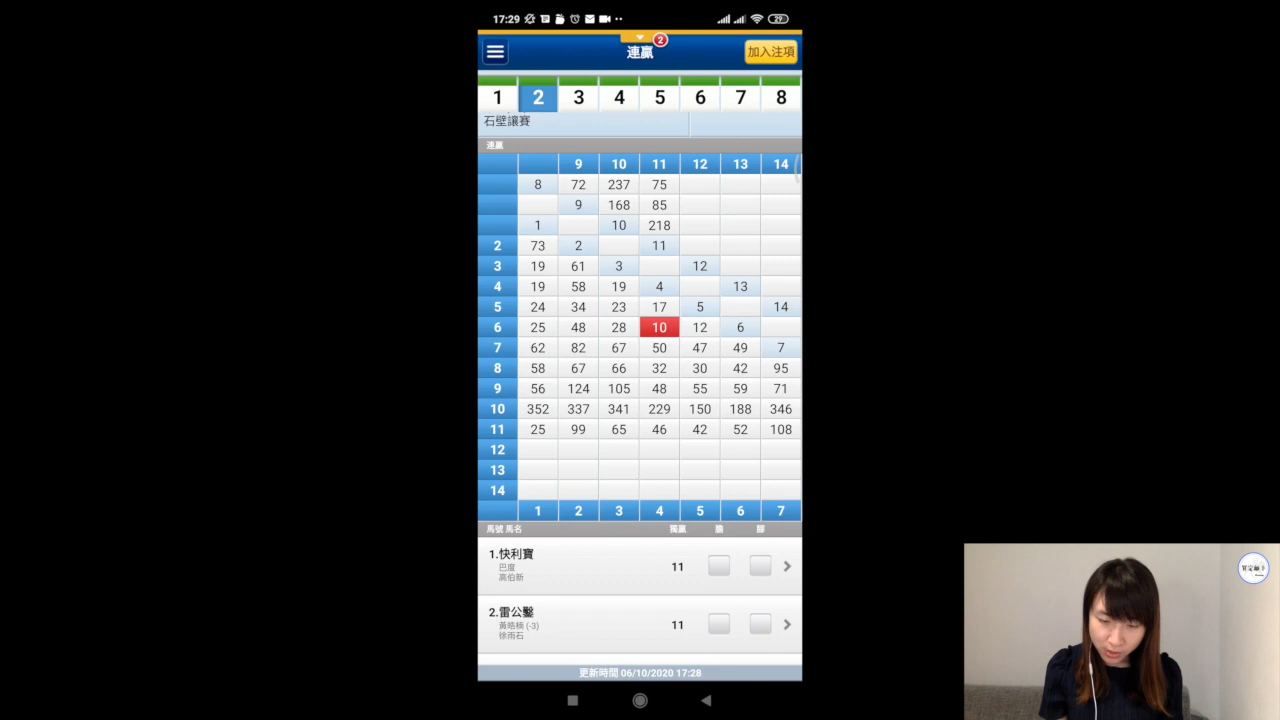 17:29 29
2
連贏 加入注項
1 2 3 4 5 6 7 8
石壁讓賽
連贏
9 10 11 12 13 14
8 72 237 75
9 168 85
1 10 218
2 73 2 11
3 19 61 3 12
4 19 58 19 4 13
5 24 34 23 17 5 14
6 25 48 28 10 12 6
7 62 82 67 50 47 49 7
8 58 67 66 32 30 42 95
9 56 124 105 48 55 59 71
10 352 337 341 229 150 188 346
11 25 99 65 46 42 52 108
12
13
14
1 2 3 4 5 6 7
馬號 馬名 獨贏 膽 腳
1.快利寶 11
巴度
高伯新
2.雷公鑿 11
黃皓楠 (-3)
徐雨石
更新時間 06/10/2020 17:28